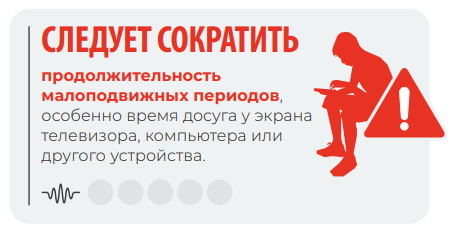 СЛЕДУЕТ СОКРАТИТЬ
продолжительность
малоподвижных периодов,
особенно время досуга у экрана
телевизора, компьютера или
другого устройства.